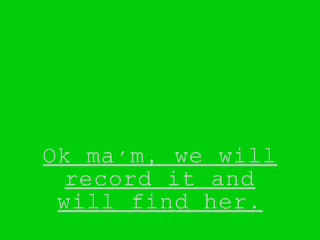 Ok ma′m, we will
record it and
will find her.